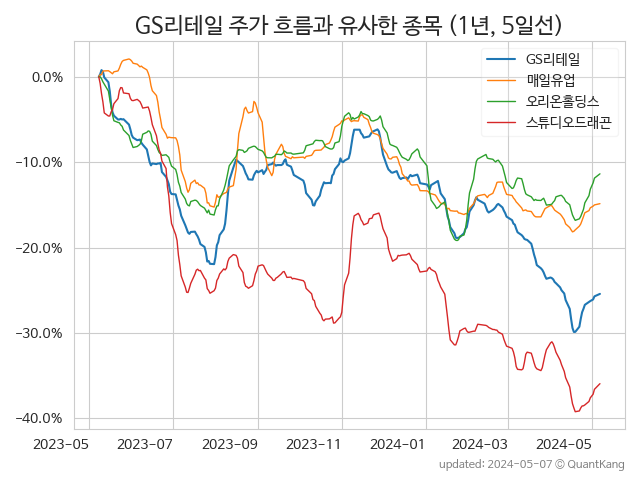 GS리테일 주가 흐름과 유사한 종목 (1년, 5일선)
GS리테일
매일유업
오리온홀딩스
스튜디오드래곤
0.0%
−10.0%
−20.0%
−30.0%
−40.0%
2023-05 2023-07 2023-09 2023-11 2024-01 2024-03 2024-05
updated: 2024-05-07 © QuantKang